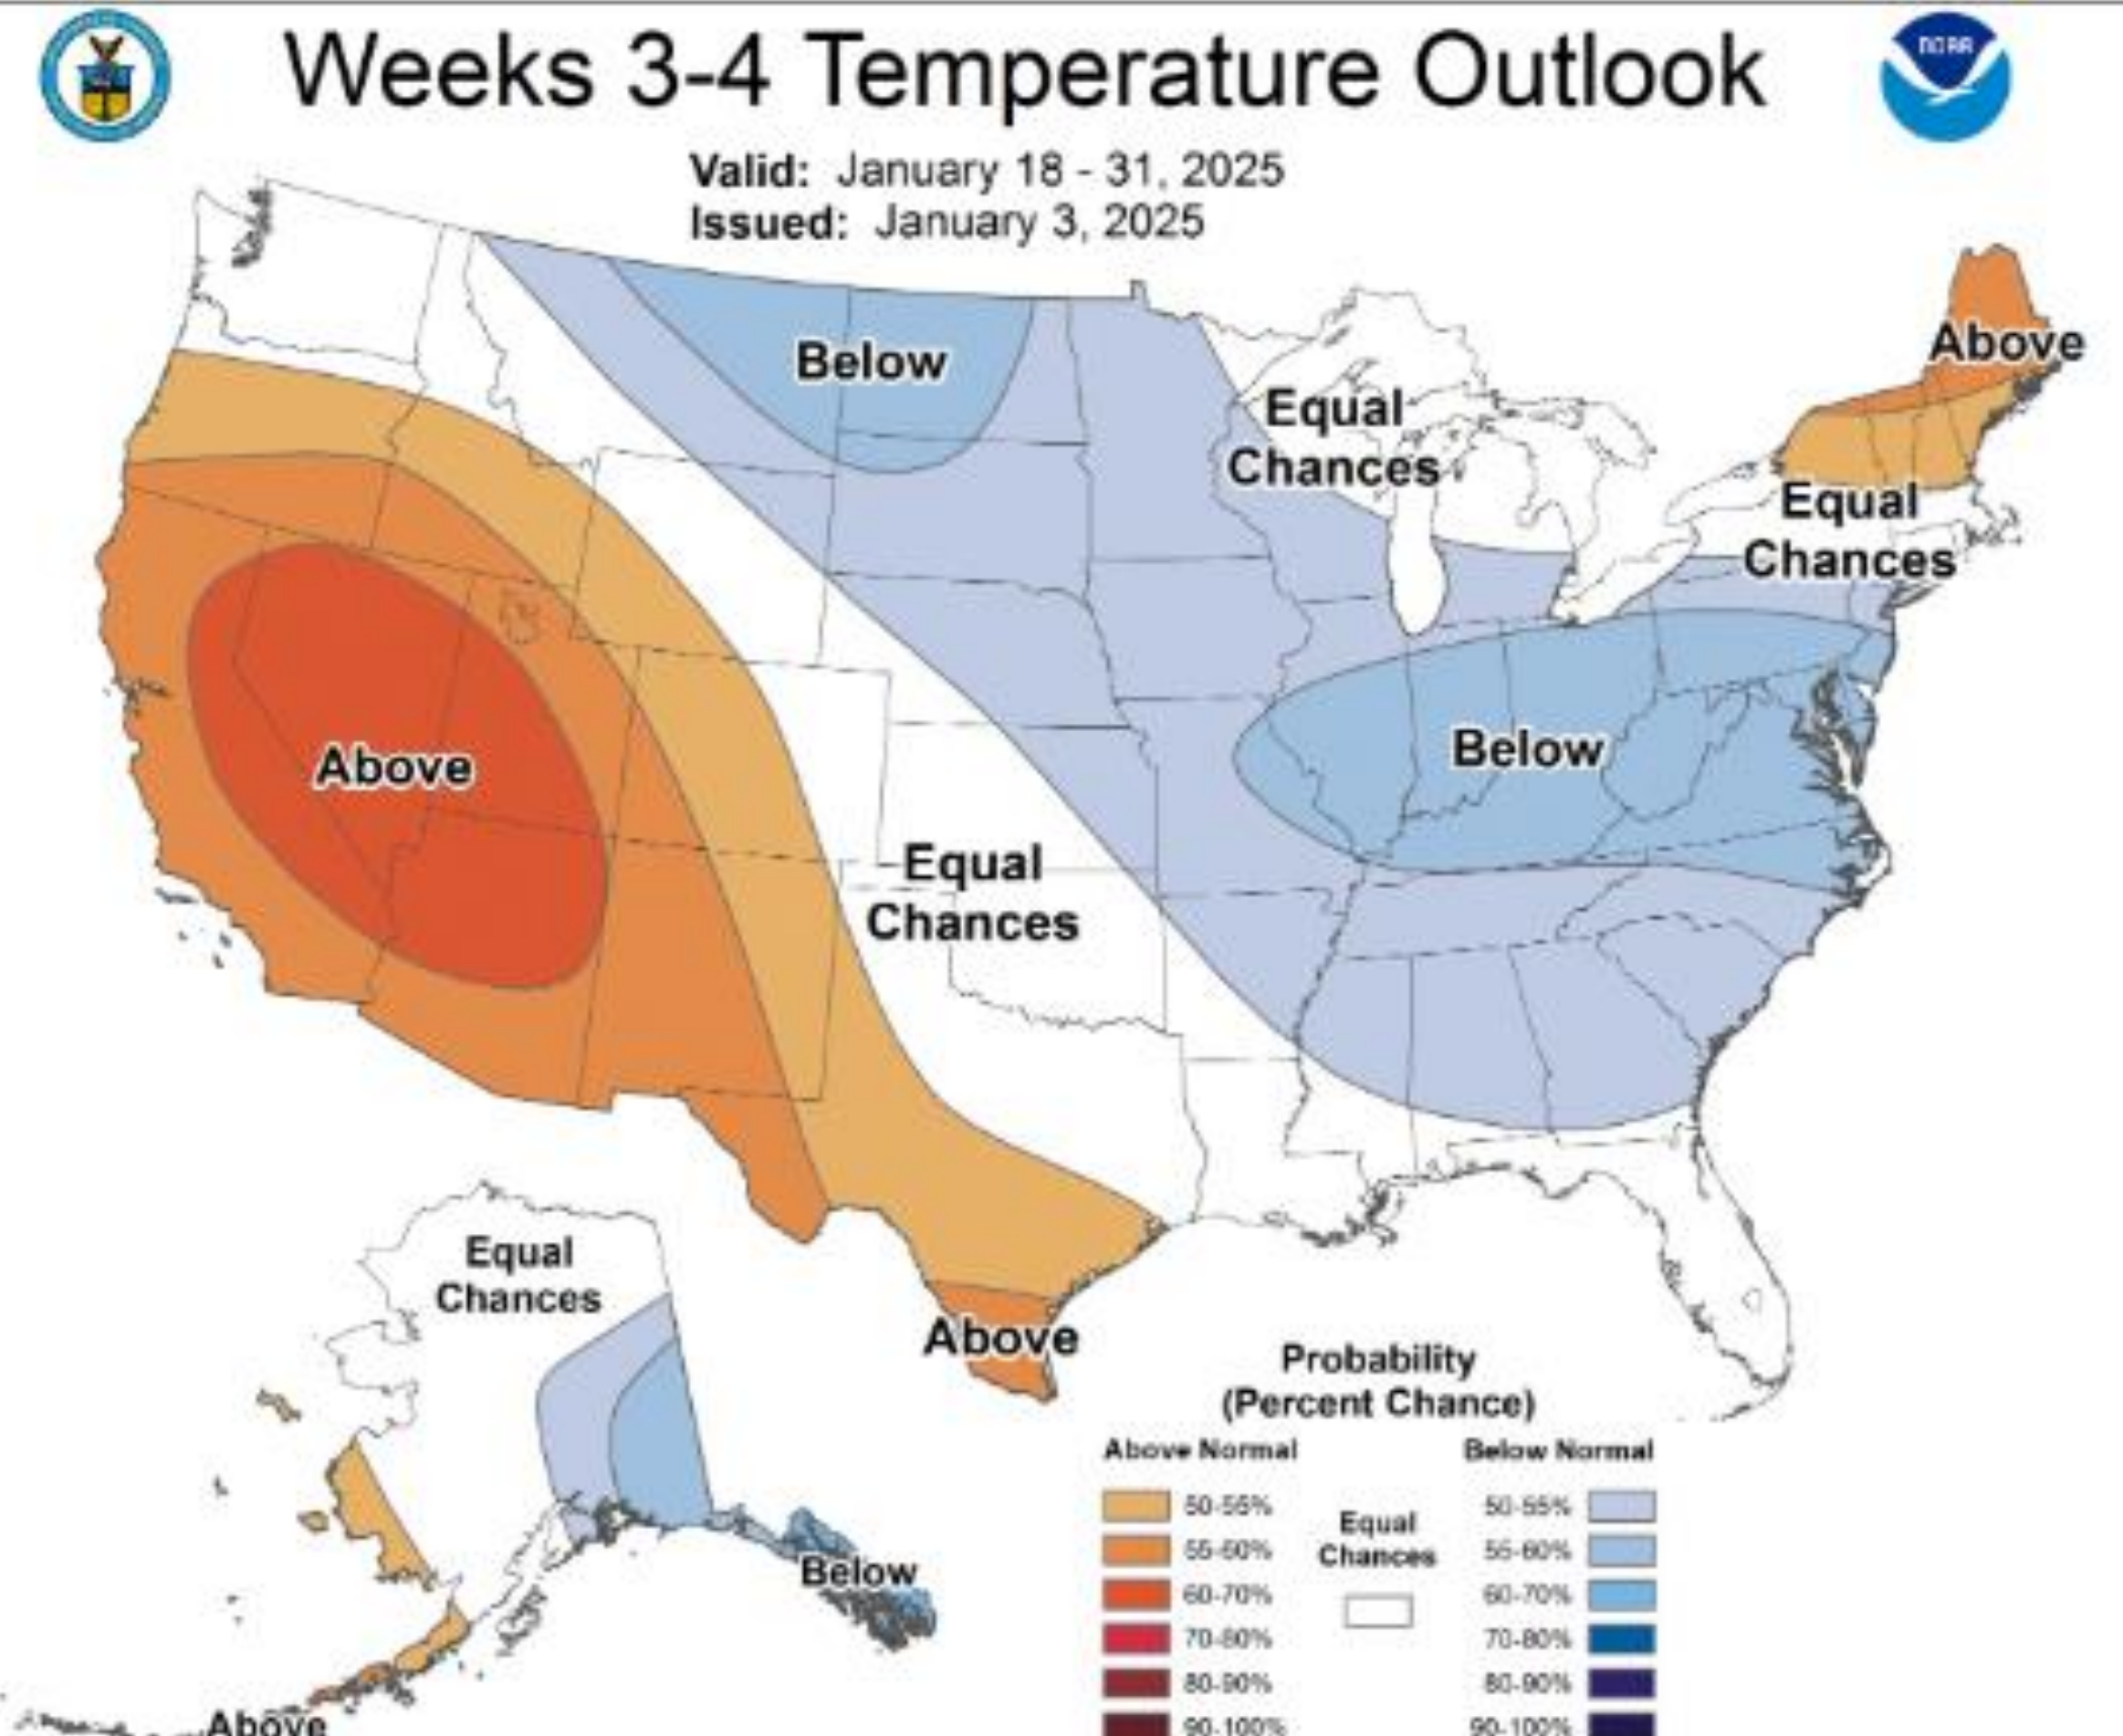 Weeks 3-4 Temperature Outlook
NOAA
Valid: January 18 - 31, 2025
Issued: January 3, 2025
Below
Above
Equal
Chances
Equal
Chances
Below
Above
Equal
Chances
Equal
Chances
Above
Below
Above
Probability
(Percent Chance)
Above Normal
Below Normal
Equal
Chances
50-55%
55-60%
60-70%
70-80%
80-90%
90-100%
50-55%
55-60%
60-70%
70-80%
80-90%
90-100%